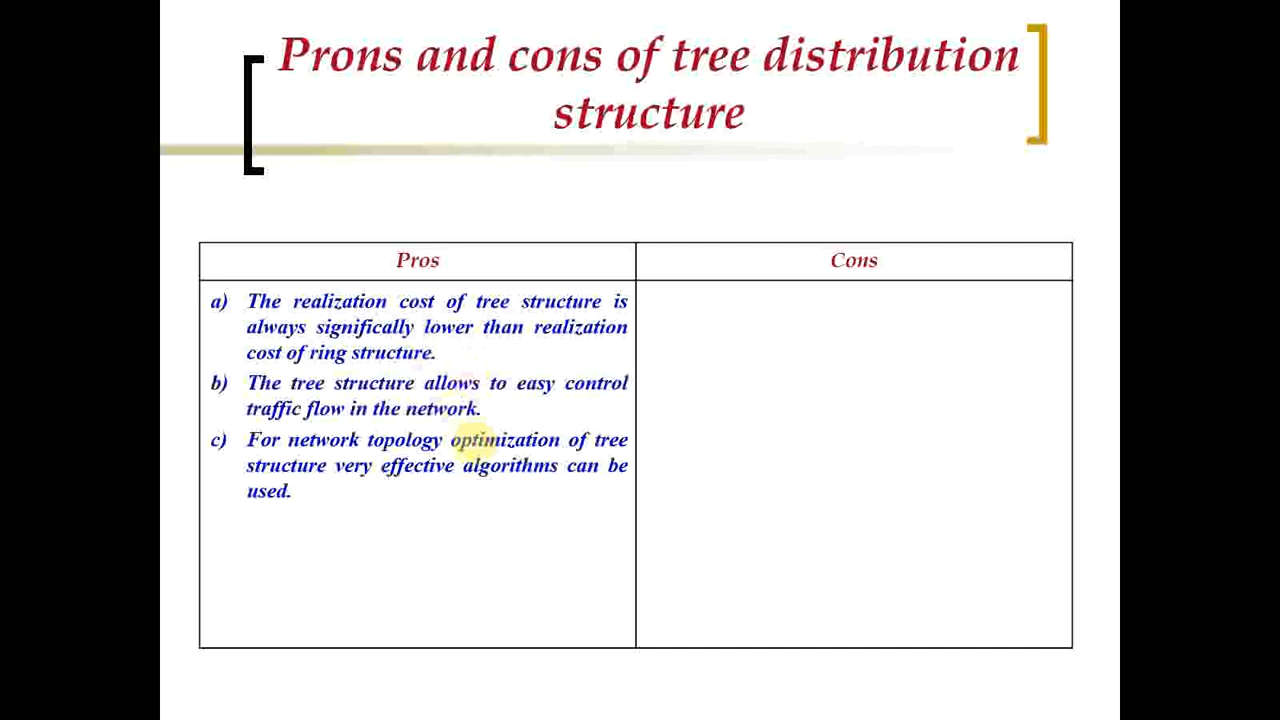 Prons and cons of tree distribution
structure
Pros
Cons
a) The realization cost of tree structure is
always significally lower than realization
cost of ring structure.
b) The tree structure allows to easy control
traffic flow in the network.
c) For network topology optimization of tree
structure very effective algorithms can be
used.